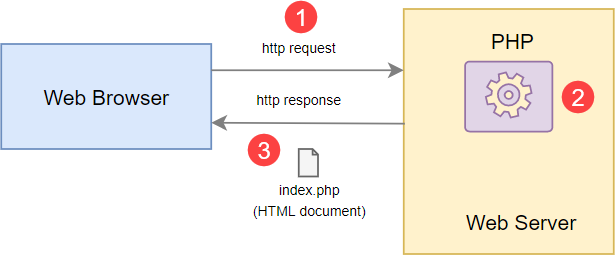 1
http request
PHP
Web Browser
http response
2
3
index.php
(HTML document)
Web Server